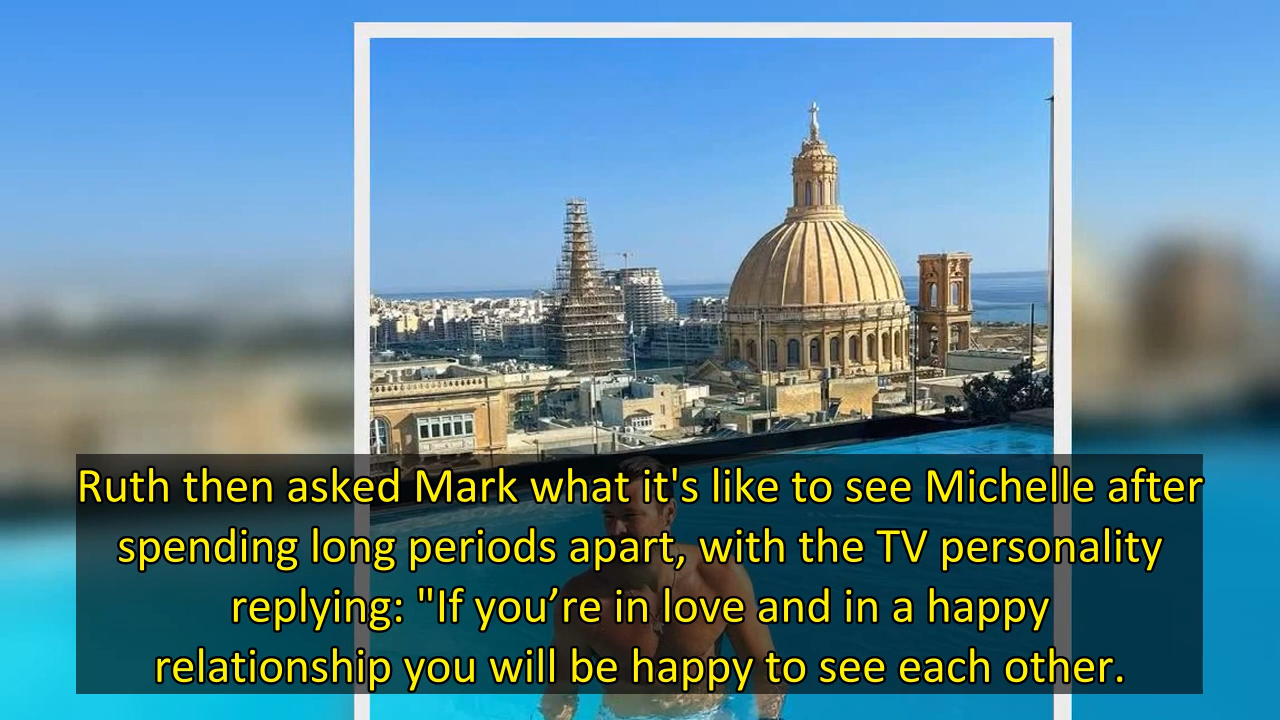 Ruth then asked Mark what it's like to see Michelle after
spending long periods apart, with the TV personality
replying: "If you’re in love and in a happy
relationship you will be happy to see each other.